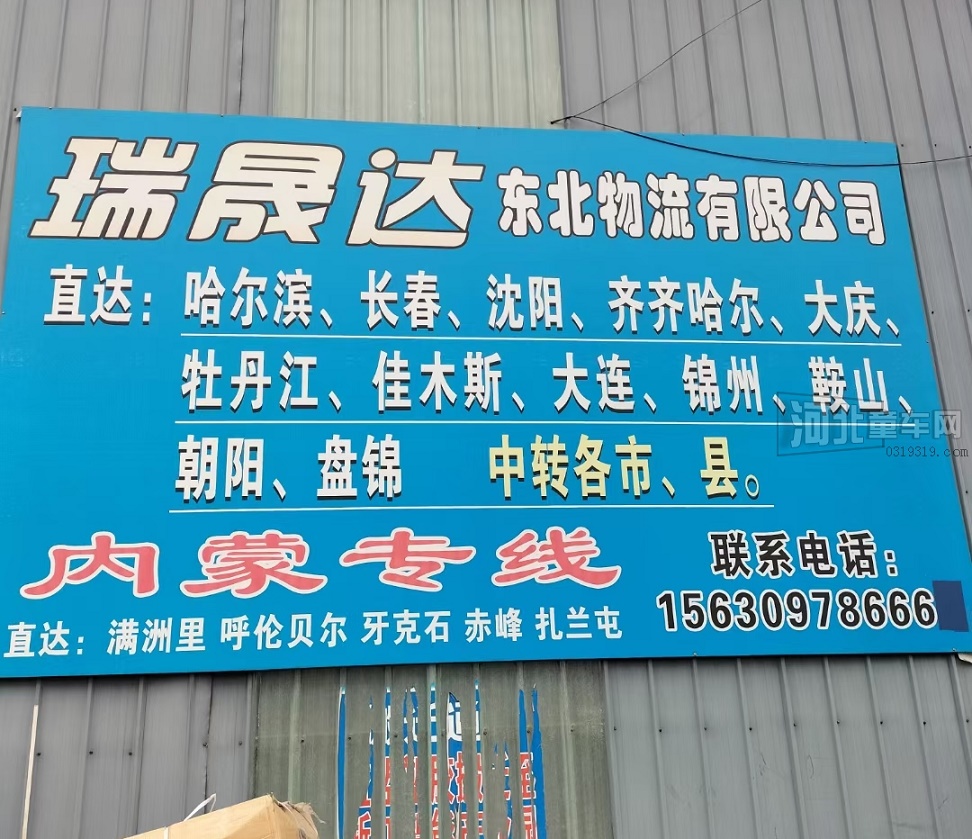 瑞晟达 东北物流有限公司
直达：哈尔滨、长春、沈阳、齐齐哈尔、大庆、
牡丹江、佳木斯、大连、锦州、鞍山、
朝阳、盘锦 中转各市、县。
内蒙专线
直达：满洲里 呼伦贝尔 牙克石 赤峰 扎兰屯
联系电话：
15630978666
河北童车网
0319319.com